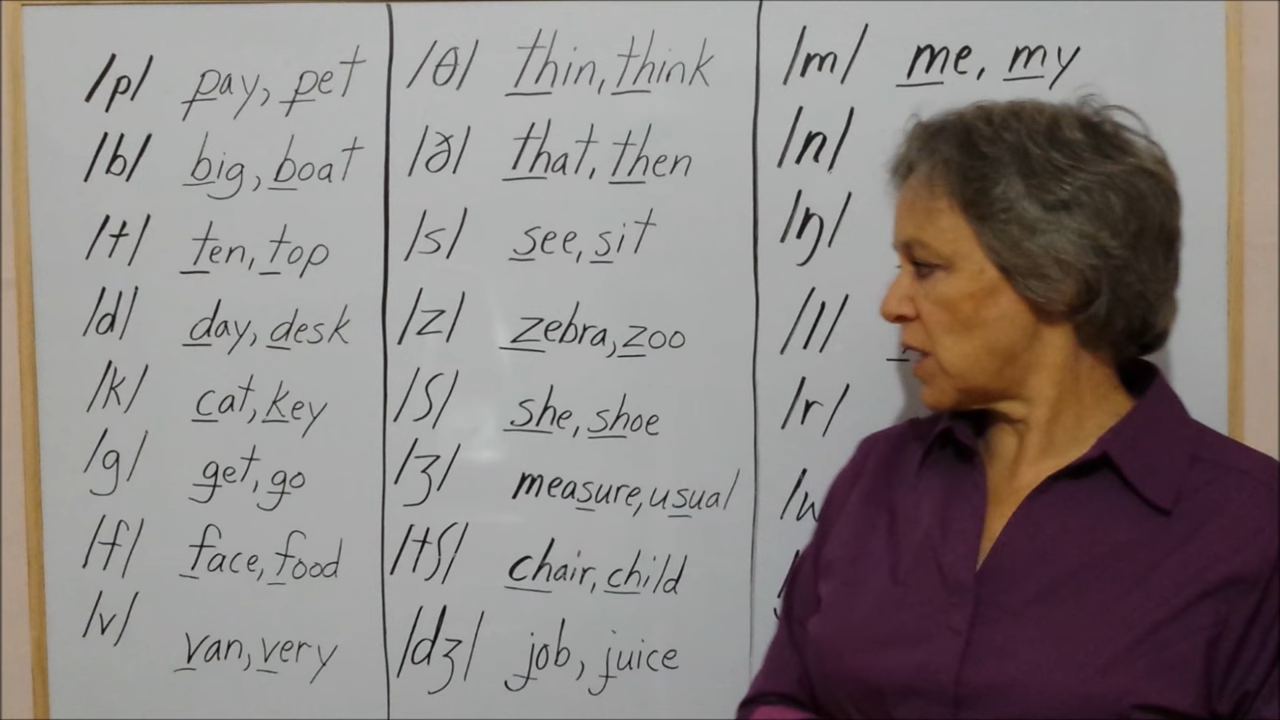 /p/ pay, pet
/b/ big, boat
/t/ ten, top
/d/ day, desk
/k/ cat, key
/g/ get, go
/f/ face, food
/v/ van, very
/θ/ thin, think
/ð/ that, then
/s/ see, sit
/z/ zebra, zoo
/ʃ/ she, shoe
/ʒ/ measure, usual
/tʃ/ chair, child
/dʒ/ job, juice
/m/ me, my
/n/
/ŋ/
/l/
/r/